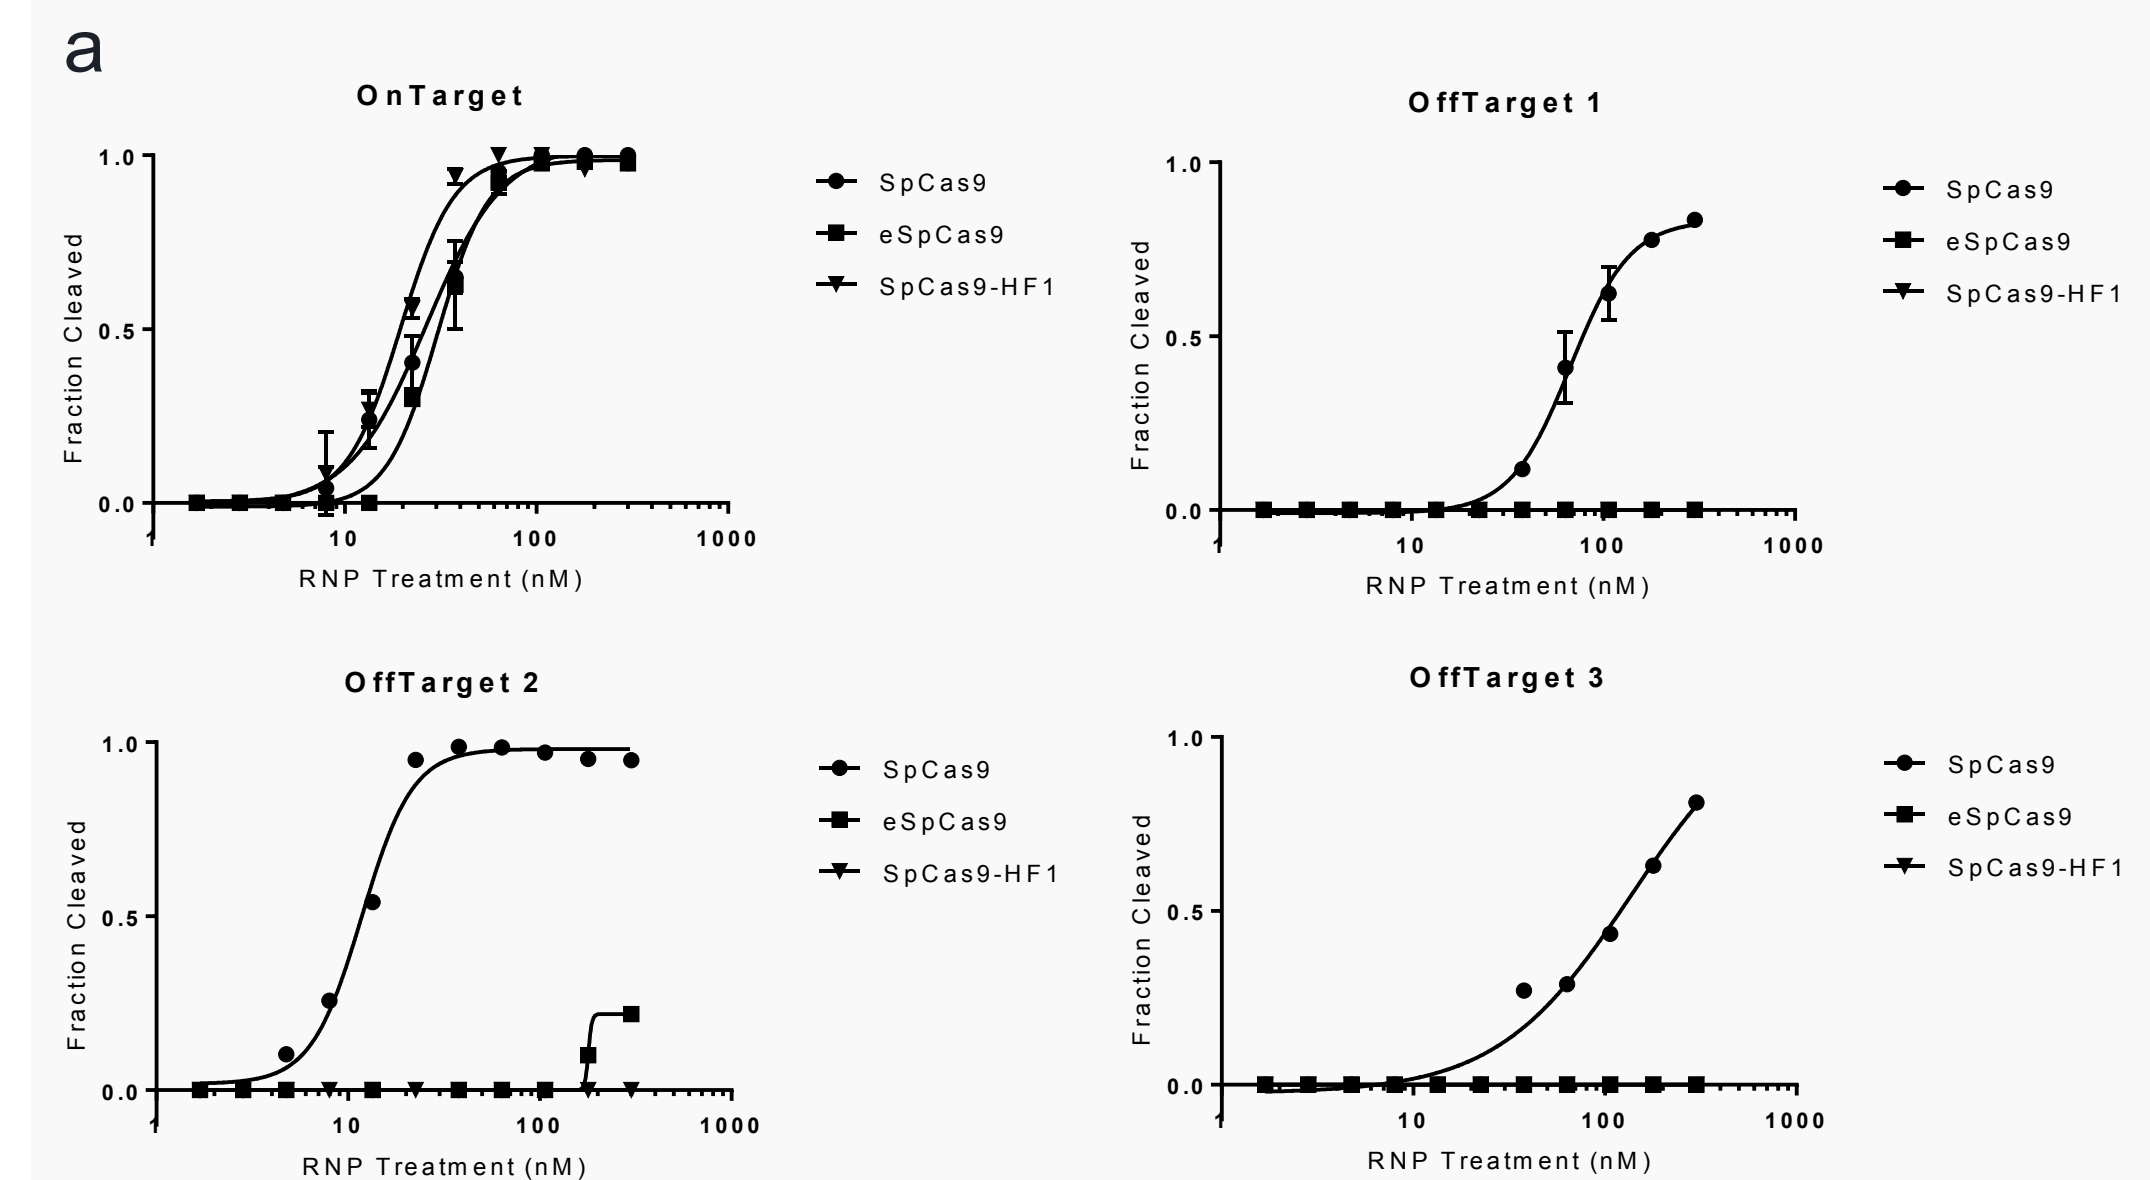 a
OnTarget
1.0
0.5
0.0
Fraction Cleaved
1 10 100 1000
RNP Treatment (nM)
SpCas9
eSpCas9
SpCas9-HF1
OffTarget 1
1.0
0.5
0.0
Fraction Cleaved
1 10 100 1000
RNP Treatment (nM)
SpCas9
eSpCas9
SpCas9-HF1
OffTarget 2
1.0
0.5
0.0
Fraction Cleaved
1 10 100 1000
RNP Treatment (nM)
SpCas9
eSpCas9
SpCas9-HF1
OffTarget 3
1.0
0.5
0.0
Fraction Cleaved
1 10 100 1000
RNP Treatment (nM)
SpCas9
eSpCas9
SpCas9-HF1